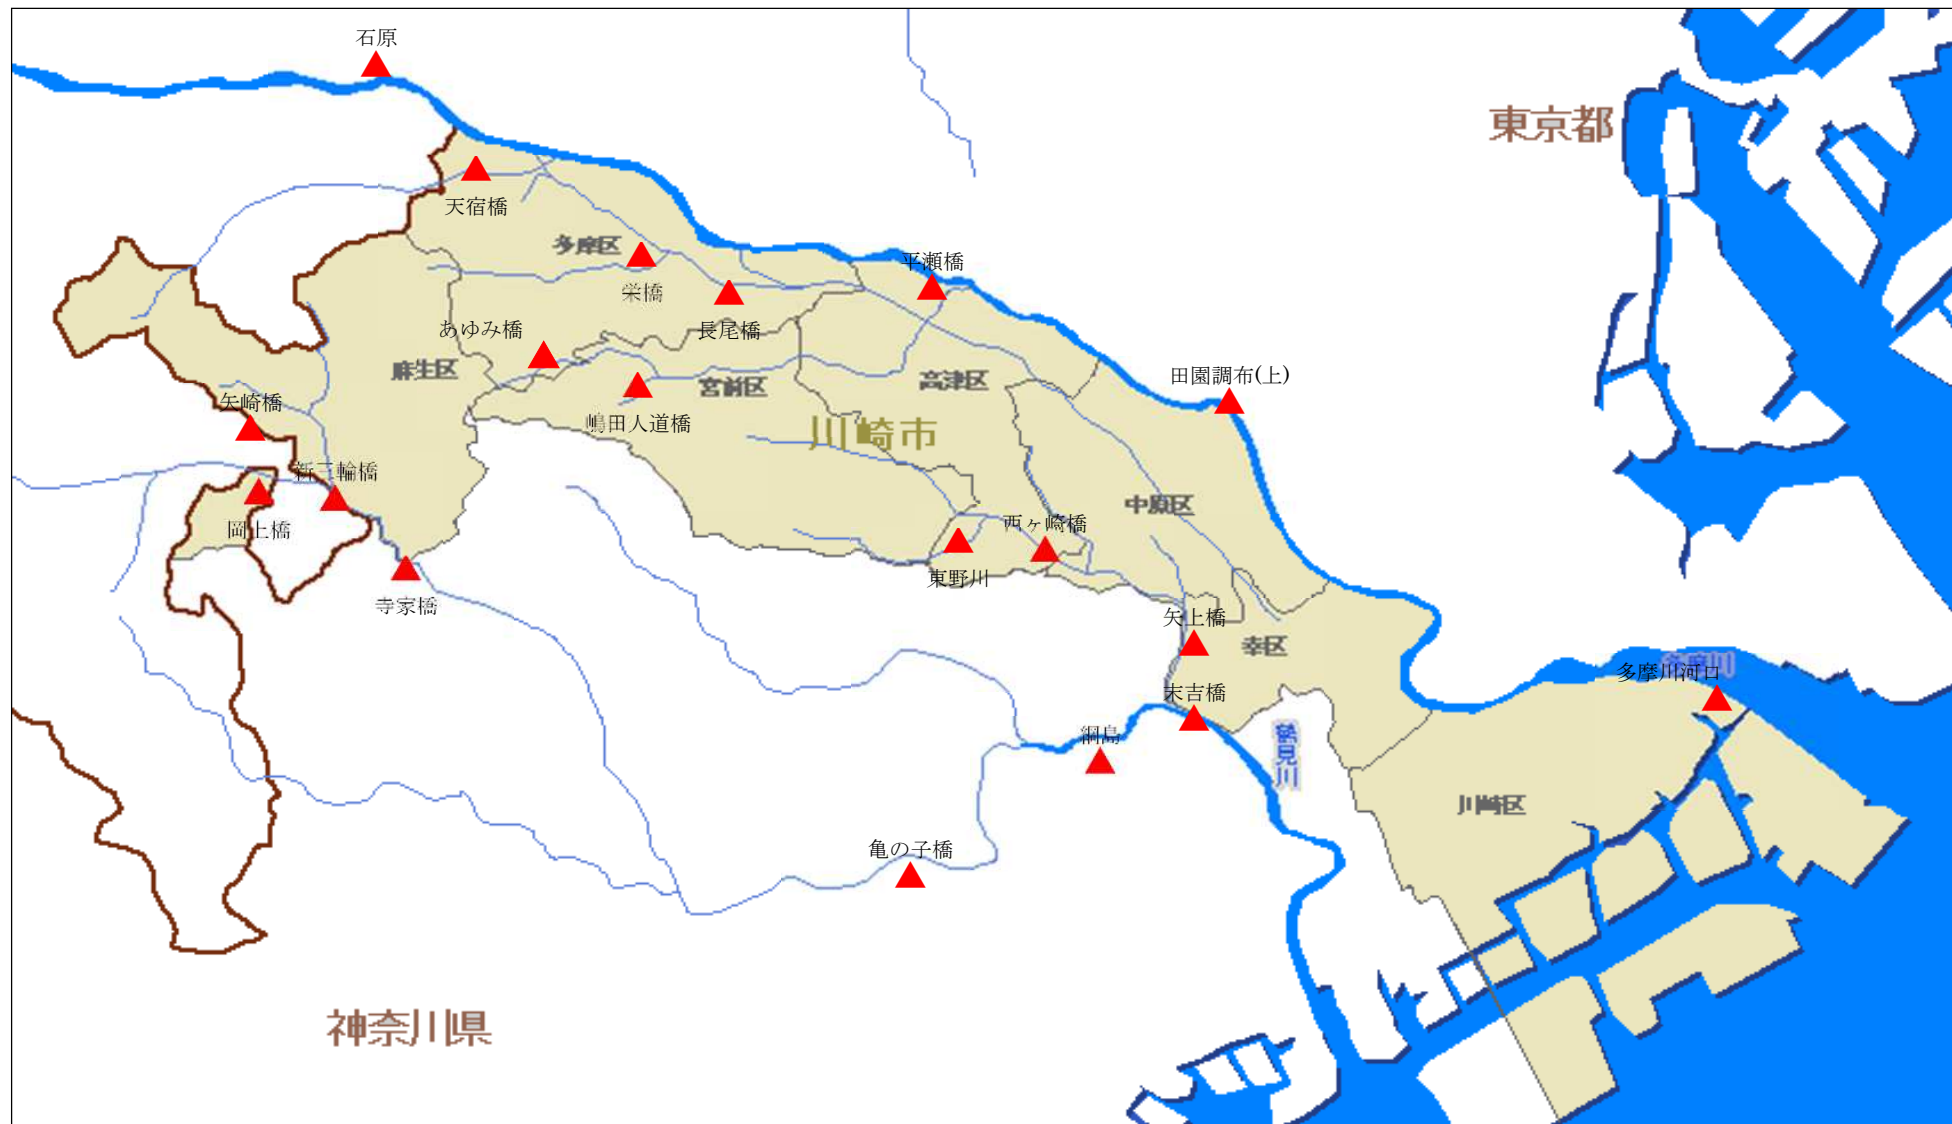 石原
東京都
天宿橋
多摩区
平瀬橋
栄橋
あゆみ橋
長尾橋
麻生区
宮前区
高津区
田園調布(上)
矢崎橋
嶋田人道橋
川崎市
新三輪橋
岡上橋
中原区
西ヶ崎橋
東野川
寺家橋
矢上橋
幸区
多摩川
多摩川河口
末吉橋
綱島
鶴見川
川崎区
亀の子橋
神奈川県